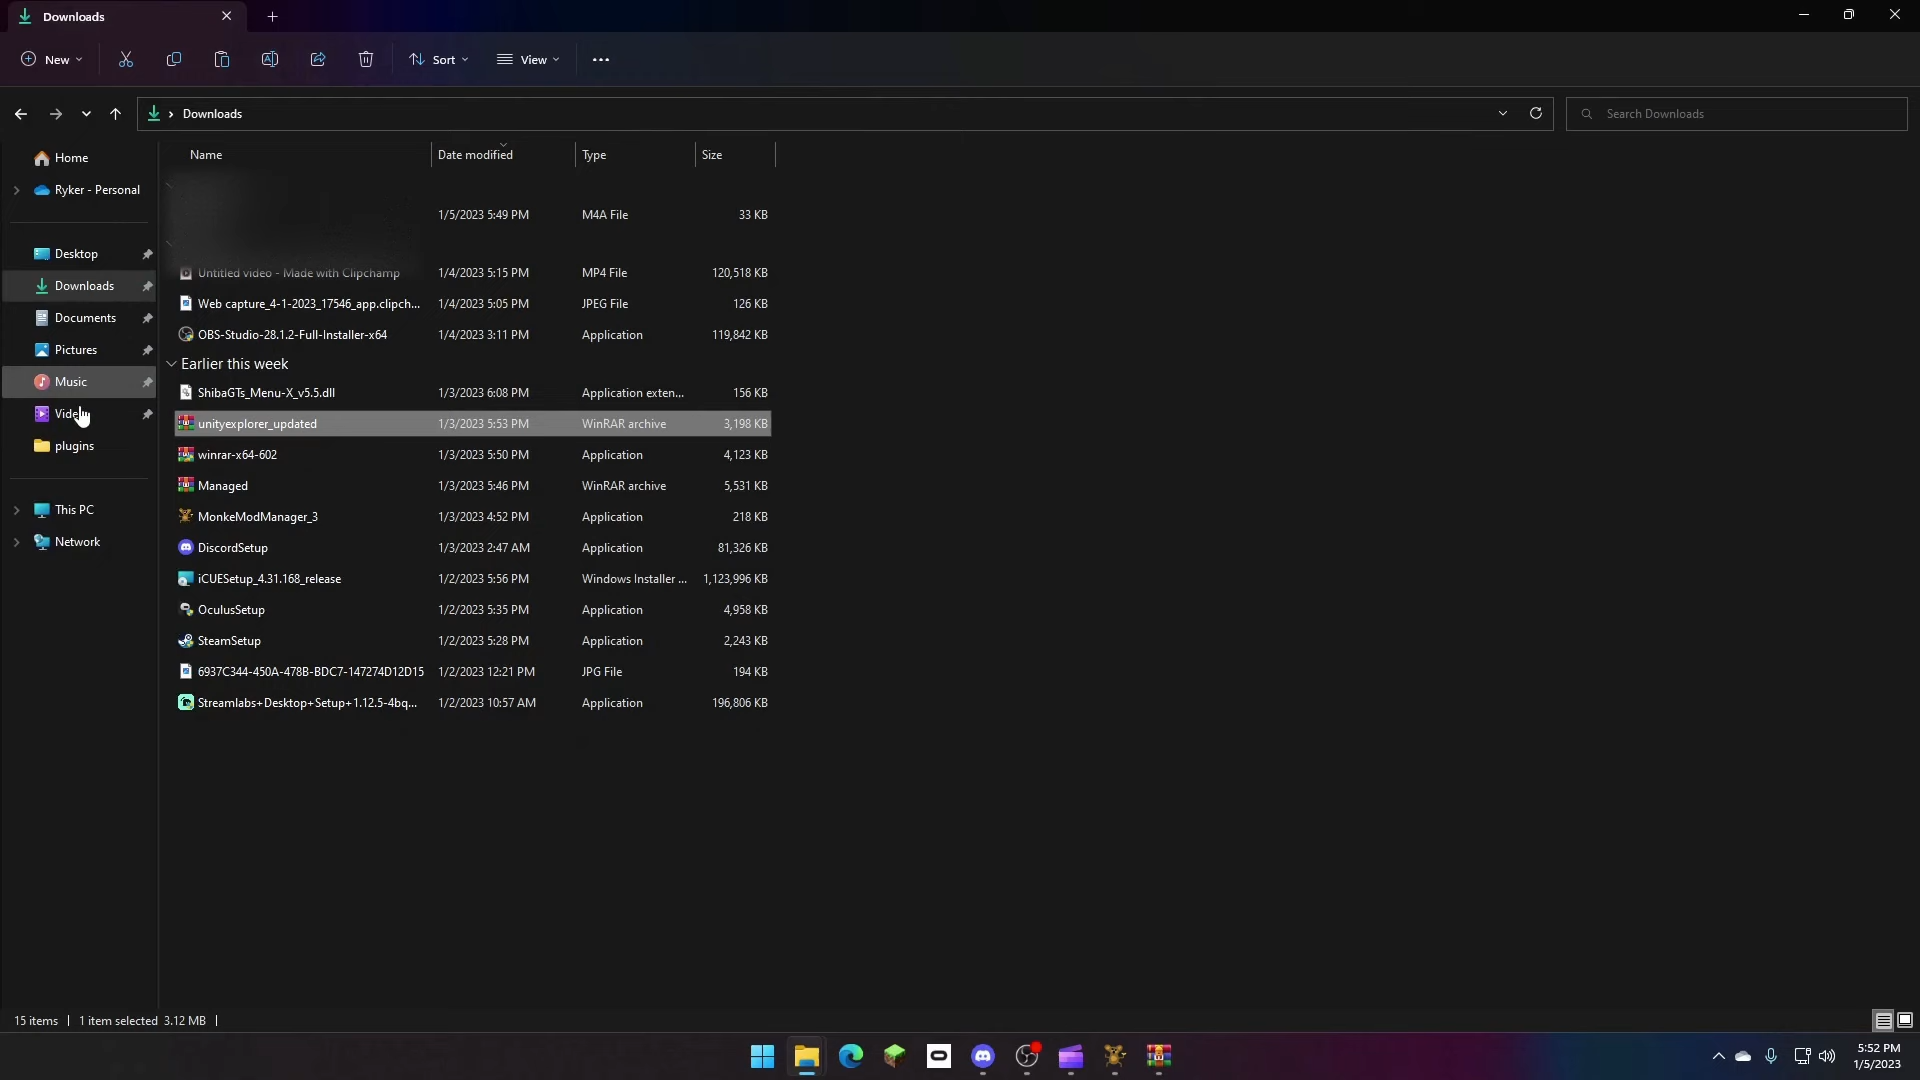 Downloads
New
Sort
View
Downloads
Search Downloads
Name Date modified Type Size
Home
Ryker - Personal
Desktop
Downloads
Documents
Pictures
Music
plugins
This PC
Network
1/5/2023 5:49 PM M4A File 33 KB
Untitled video - Made with Clipchamp 1/4/2023 5:15 PM MP4 File 120,518 KB
Web capture_4-1-2023_17546_app.clipch... 1/4/2023 5:05 PM JPEG File 126 KB
OBS-Studio-28.1.2-Full-Installer-x64 1/4/2023 3:11 PM Application 119,842 KB
Earlier this week
ShibaGTs_Menu-X_v5.5.dll 1/3/2023 6:08 PM Application exten... 156 KB
unityexplorer_updated 1/3/2023 5:53 PM WinRAR archive 3,198 KB
winrar-x64-602 1/3/2023 5:50 PM Application 4,123 KB
Managed 1/3/2023 5:46 PM WinRAR archive 5,531 KB
MonkeModManager_3 1/3/2023 4:52 PM Application 218 KB
DiscordSetup 1/3/2023 2:47 AM Application 81,326 KB
iCUESetup_4.31.168_release 1/2/2023 5:56 PM Windows Installer ... 1,123,996 KB
OculusSetup 1/2/2023 5:35 PM Application 4,958 KB
SteamSetup 1/2/2023 5:28 PM Application 2,243 KB
6937C344-450A-478B-BDC7-147274D12D15 1/2/2023 12:21 PM JPG File 194 KB
Streamlabs+Desktop+Setup+1.12.5-4bq... 1/2/2023 10:57 AM Application 196,806 KB
15 items 1 item selected 3.12 MB
5:52 PM
1/5/2023